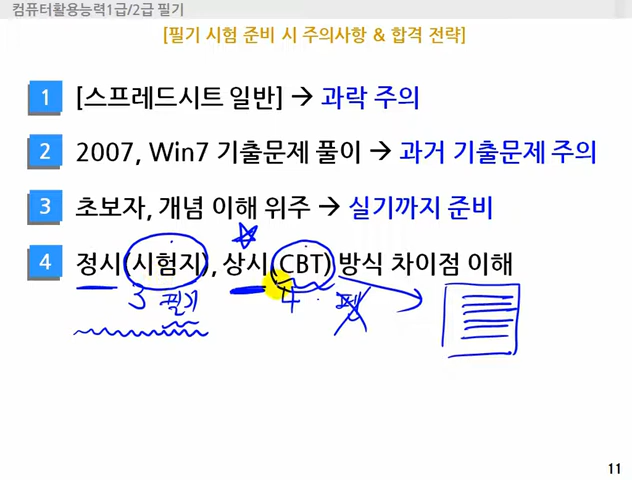 컴퓨터활용능력1급/2급 필기
[필기 시험 준비 시 주의사항 & 합격 전략]
1 [스프레드시트 일반] → 과락 주의
2 2007, Win7 기출문제 풀이 → 과거 기출문제 주의
3 초보자, 개념 이해 위주 → 실기까지 준비
4 정시(시험지), 상시(CBT) 방식 차이점 이해
3 필기 4
11